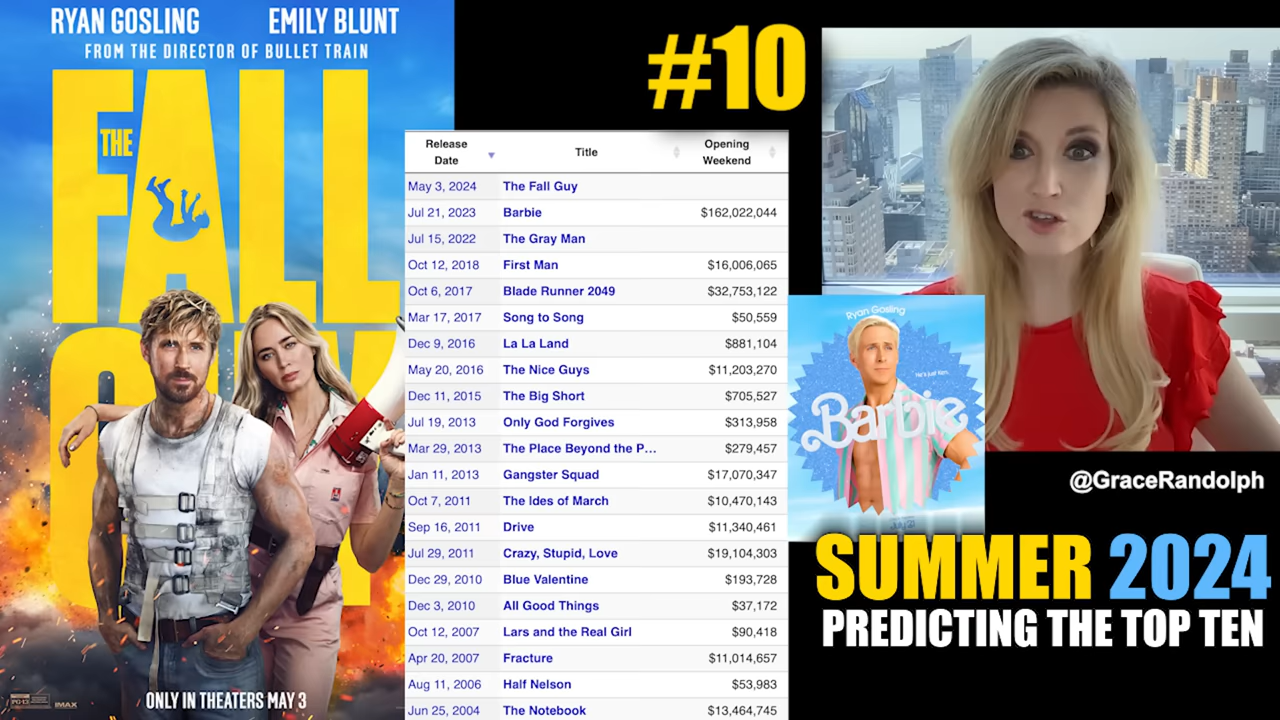 RYAN GOSLING EMILY BLUNT
FROM THE DIRECTOR OF BULLET TRAIN
THE
FALL
GUY
ONLY IN THEATERS MAY 3
IMAX
#10
Release Date Title Opening Weekend
May 3, 2024 The Fall Guy
Jul 21, 2023 Barbie $162,022,044
Jul 15, 2022 The Gray Man
Oct 12, 2018 First Man $16,006,065
Oct 6, 2017 Blade Runner 2049 $32,753,122
Mar 17, 2017 Song to Song $50,559
Dec 9, 2016 La La Land $881,104
May 20, 2016 The Nice Guys $11,203,270
Dec 11, 2015 The Big Short $705,527
Jul 19, 2013 Only God Forgives $313,958
Mar 29, 2013 The Place Beyond the P... $279,457
Jan 11, 2013 Gangster Squad $17,070,347
Oct 7, 2011 The Ides of March $10,470,143
Sep 16, 2011 Drive $11,340,461
Jul 29, 2011 Crazy, Stupid, Love $19,104,303
Dec 29, 2010 Blue Valentine $193,728
Dec 3, 2010 All Good Things $37,172
Oct 12, 2007 Lars and the Real Girl $90,418
Apr 20, 2007 Fracture $11,014,657
Aug 11, 2006 Half Nelson $53,983
Jun 25, 2004 The Notebook $13,464,745
Ryan Gosling
He's just Ken.
Barbie
@GraceRandolph
SUMMER 2024
PREDICTING THE TOP TEN